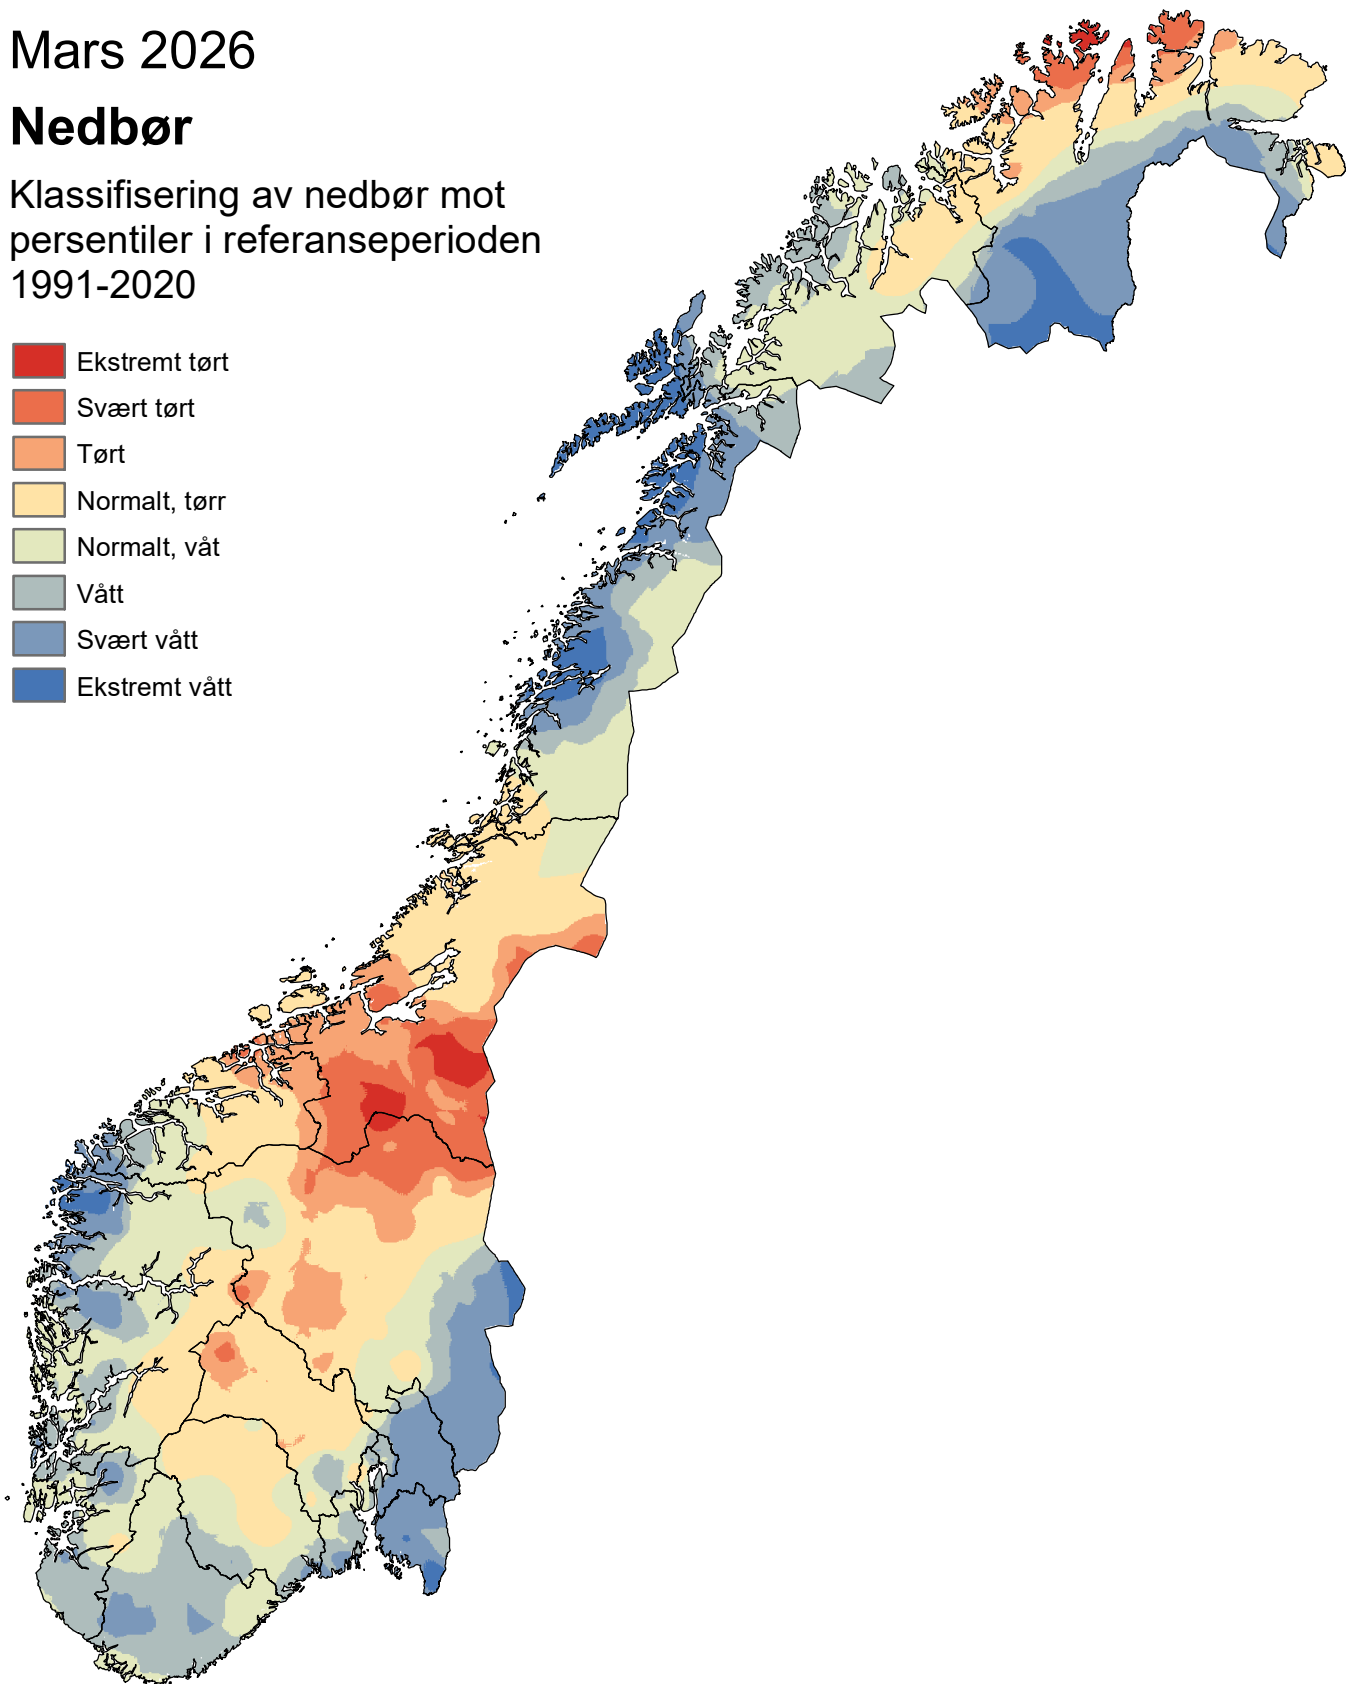 Mars 2026
Nedbør
Klassifisering av nedbør mot
persentiler i referanseperioden
1991-2020
Ekstremt tørt
Svært tørt
Tørt
Normalt, tørr
Normalt, våt
Vått
Svært vått
Ekstremt vått